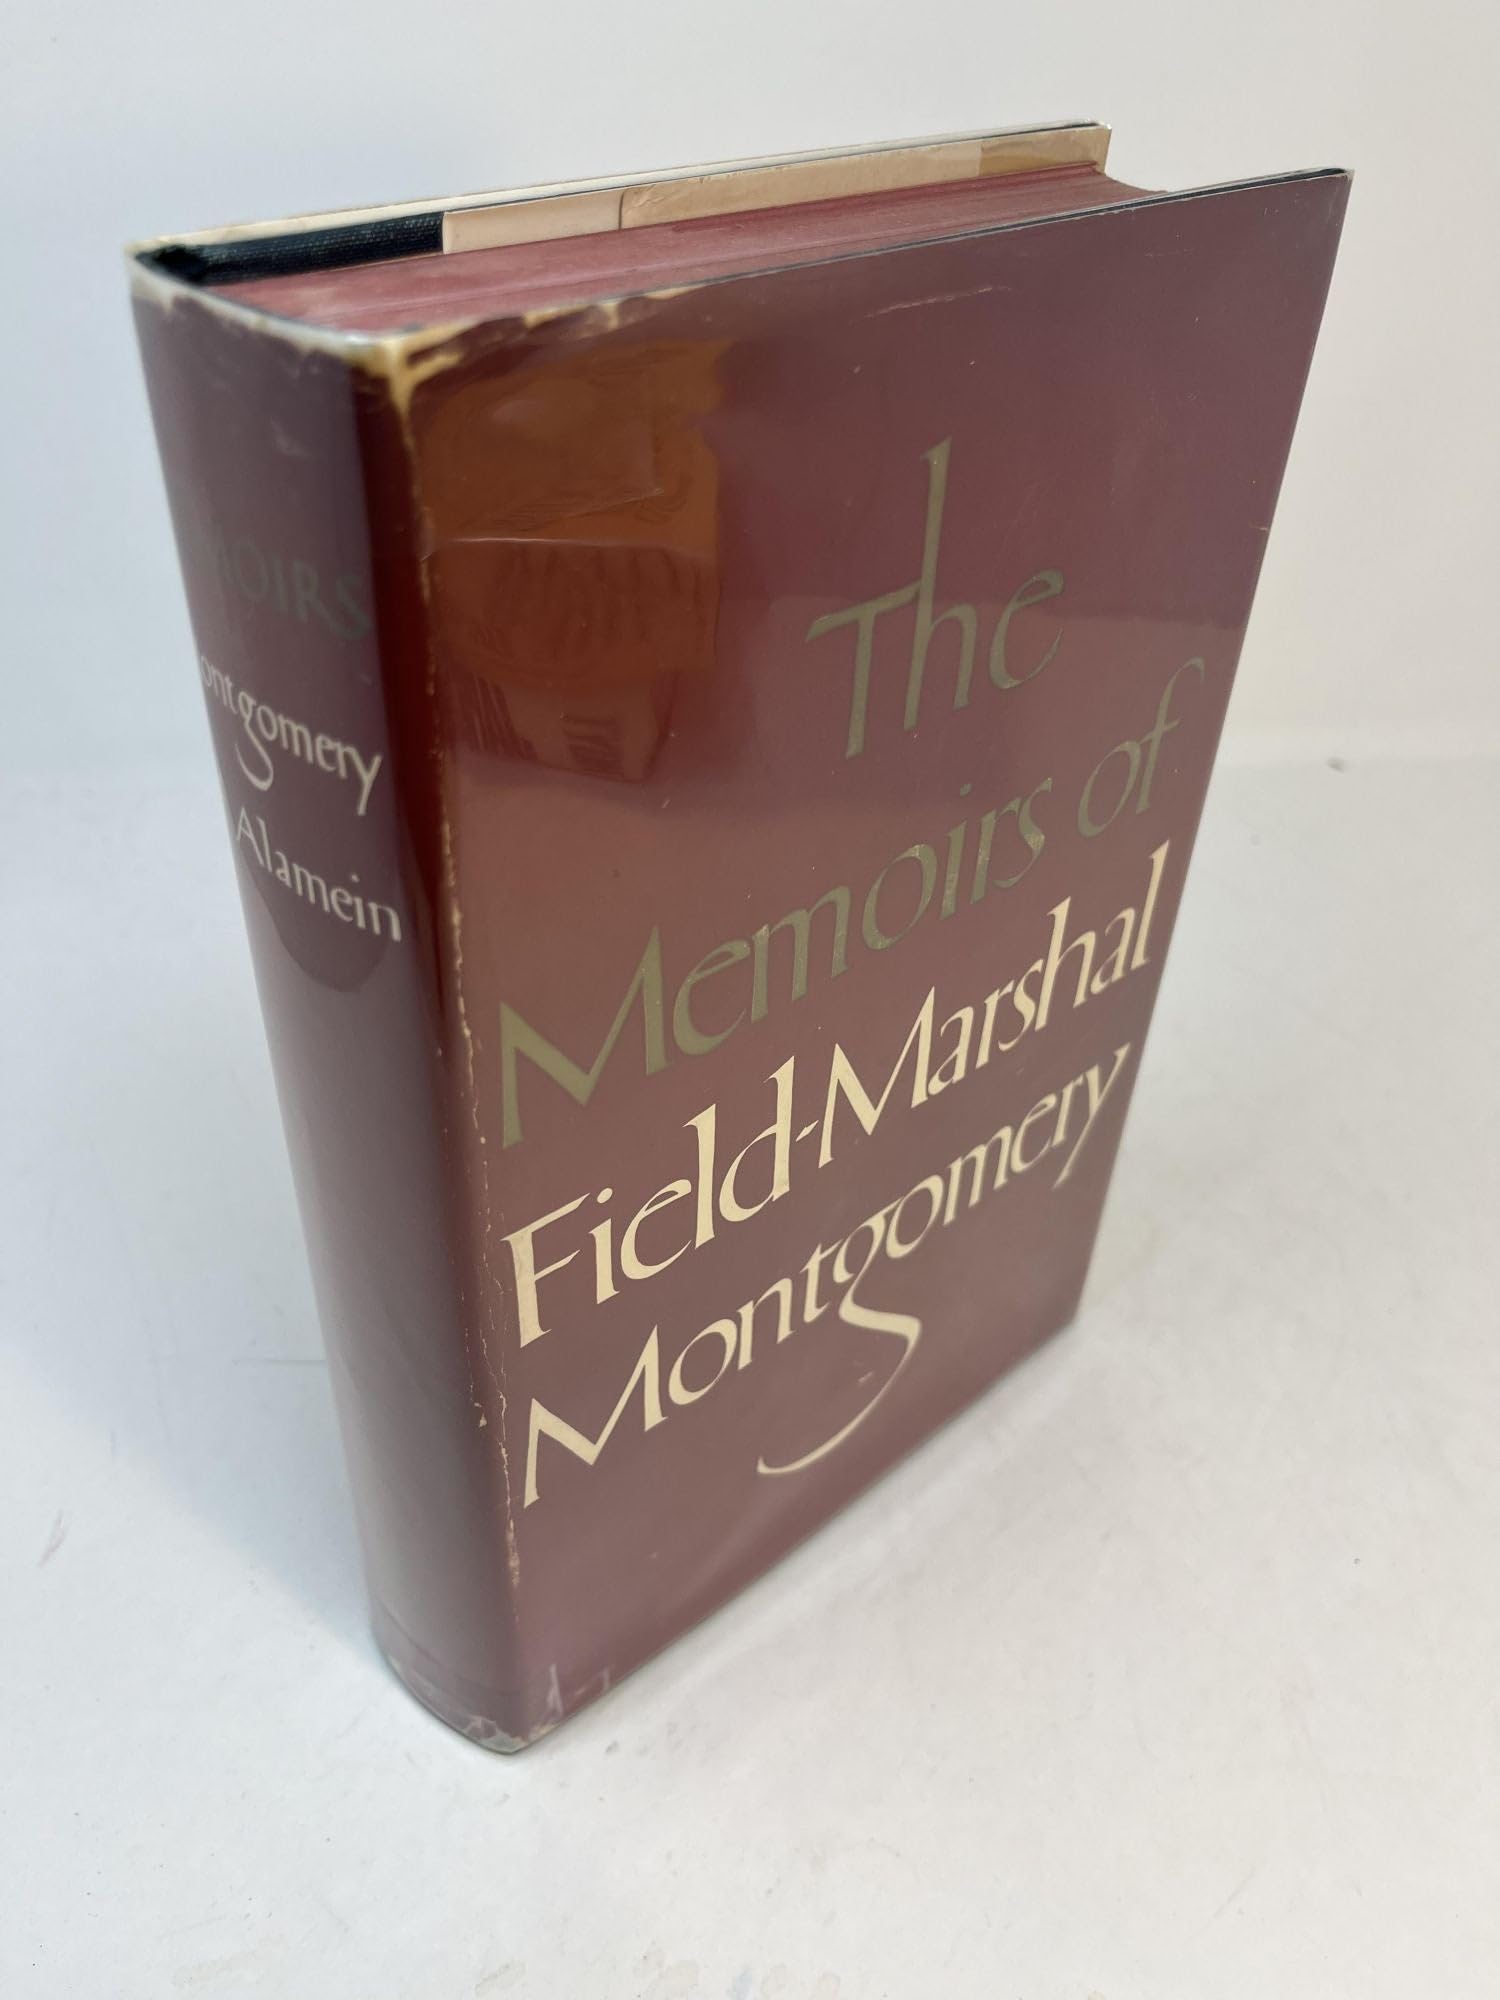 MOIRS
ontgomery
Alamein
The
Memoirs of
Field-Marshal
Montgomery